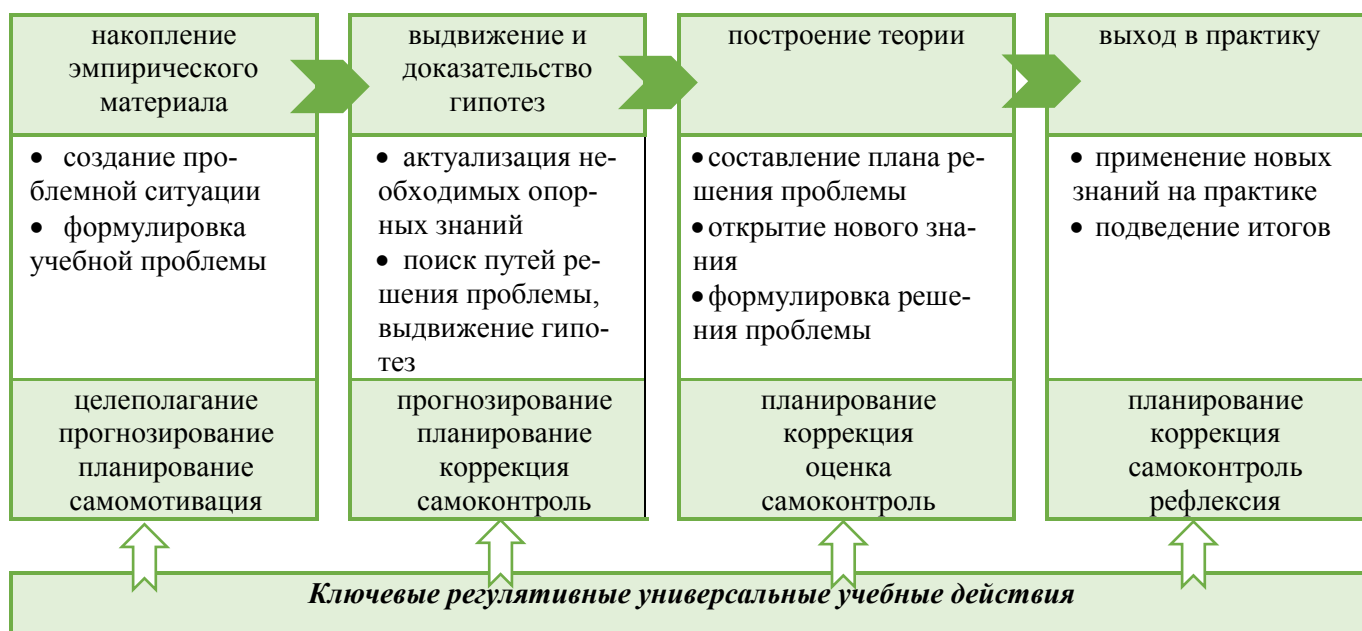 накопление
эмпирического
материала
выдвижение и
доказательство
гипотез
построение теории
выход в практику
• создание про-
блемной ситуации
• формулировка
учебной проблемы
• актуализация не-
обходимых опор-
ных знаний
• поиск путей ре-
шения проблемы,
выдвижение гипо-
тез
• составление плана ре-
шения проблемы
• открытие нового зна-
ния
• формулировка реше-
ния проблемы
• применение новых
знаний на практике
• подведение итогов
целеполагание
прогнозирование
планирование
самомотивация
прогнозирование
планирование
коррекция
самоконтроль
планирование
коррекция
оценка
самоконтроль
планирование
коррекция
самоконтроль
рефлексия
Ключевые регулятивные универсальные учебные действия